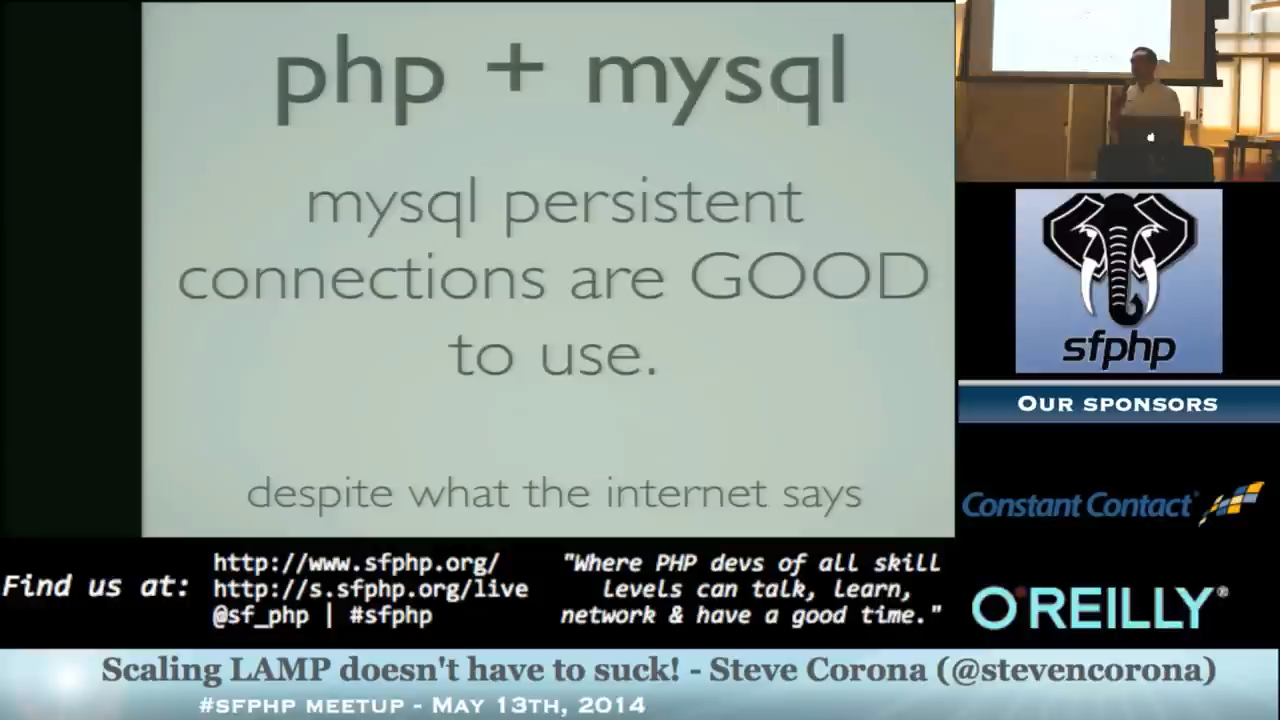 php + mysql
mysql persistent
connections are GOOD
to use.
despite what the internet says
sfphp
OUR SPONSORS
Constant Contact®
O'REILLY®
Find us at:
http://www.sfphp.org/
http://s.sfphp.org/live
@sf_php | #sfphp
"Where PHP devs of all skill
Levels can talk, learn,
network & have a good time."
Scaling LAMP doesn't have to suck! - Steve Corona (@stevencorona)
#SFPHP MEETUP - MAY 13TH, 2014